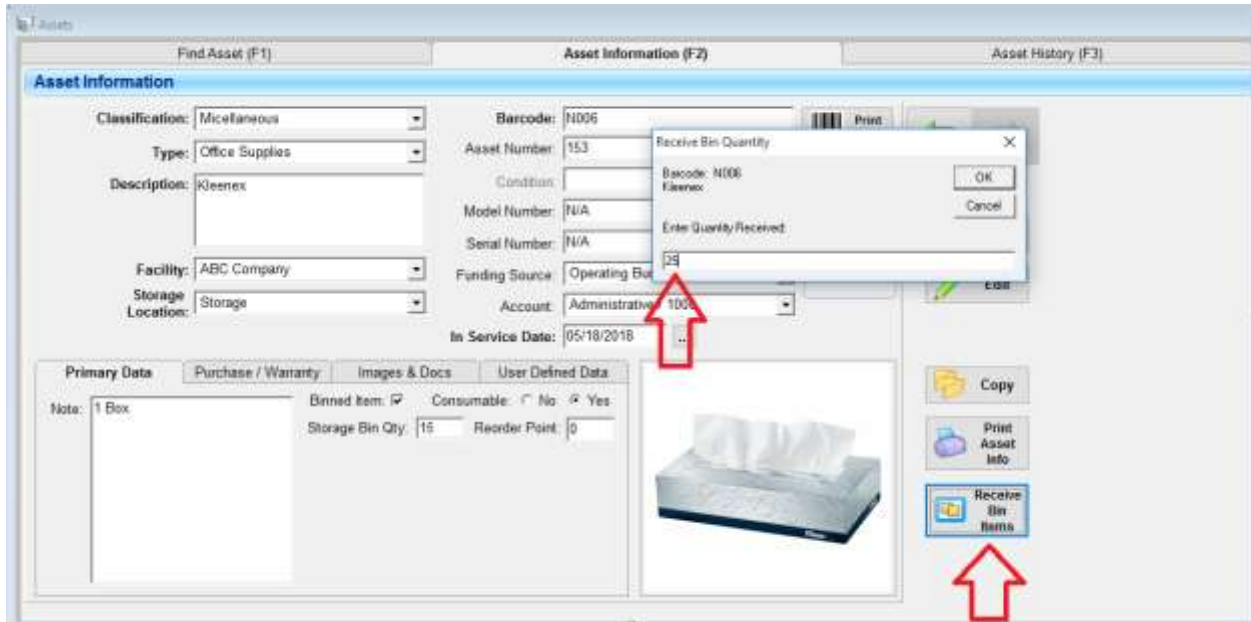 Assets
Find Asset (F1)
Asset Information (F2)
Asset History (F3)
Asset Information
Classification: Micellaneous
Type: Office Supplies
Description: Kleenex
Facility: ABC Company
Storage Location: Storage
Barcode: N006
Asset Number: 153
Condition:
Model Number: N/A
Serial Number: N/A
Funding Source: Operating Bu
Account: Administrative 100
In Service Date: 05/18/2018 ...
Print
Receive Bin Quantity
Barcode: N006
Kleenex
Enter Quantity Received:
25
OK
Cancel
Edit
Primary Data
Purchase / Warranty
Images & Docs
User Defined Data
Note: 1 Box
Binned Item:
Consumable: No Yes
Storage Bin Qty: 15
Reorder Point: 0
Kleenex
Copy
Print
Asset
Info
Receive
Bin
Items